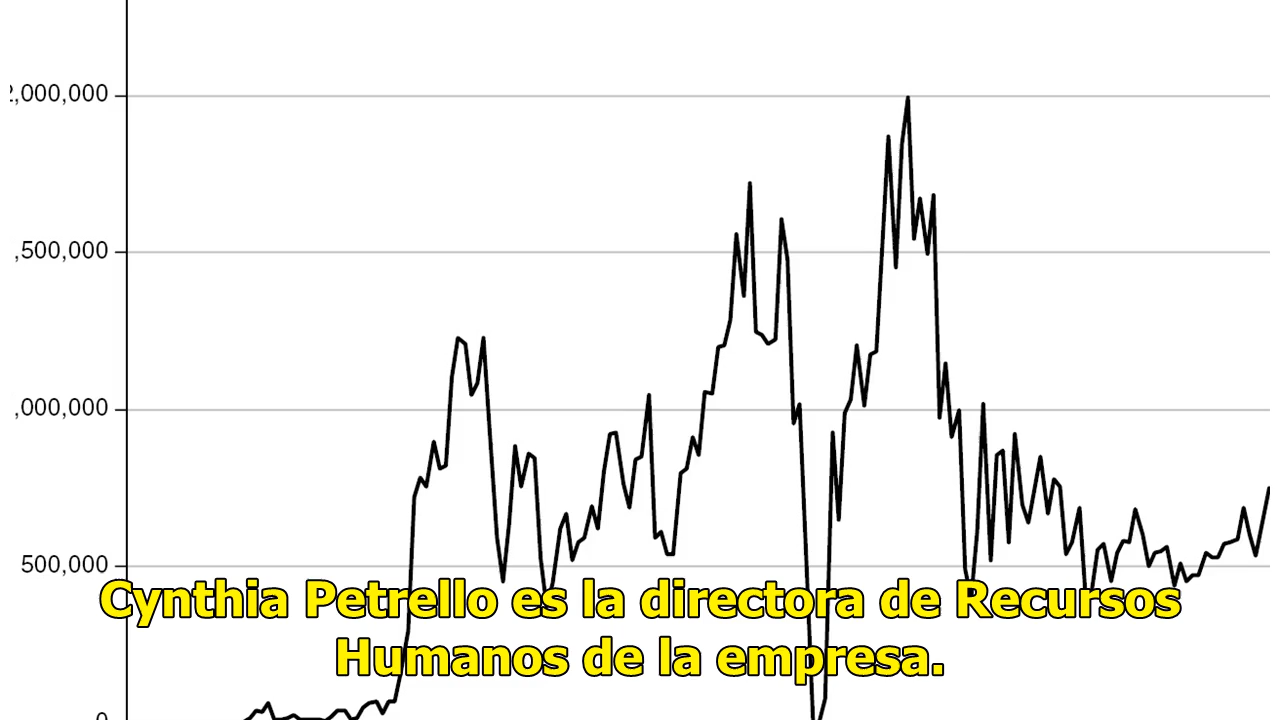 2,000,000
,500,000
,000,000
500,000
0
Cynthia Petrello es la directora de Recursos
Humanos de la empresa.